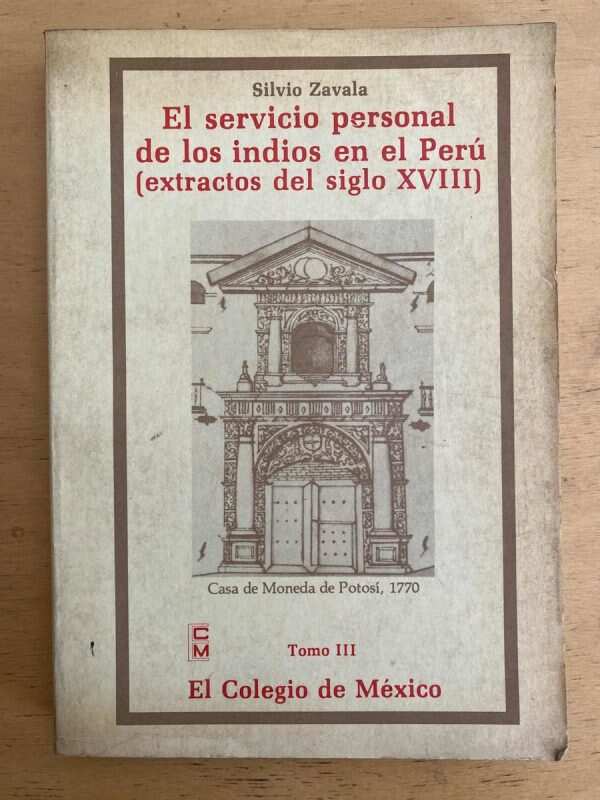 Silvio Zavala
El servicio personal
de los indios en el Perú
(extractos del siglo XVIII)
Casa de Moneda de Potosí, 1770
C
M
Tomo III
El Colegio de México